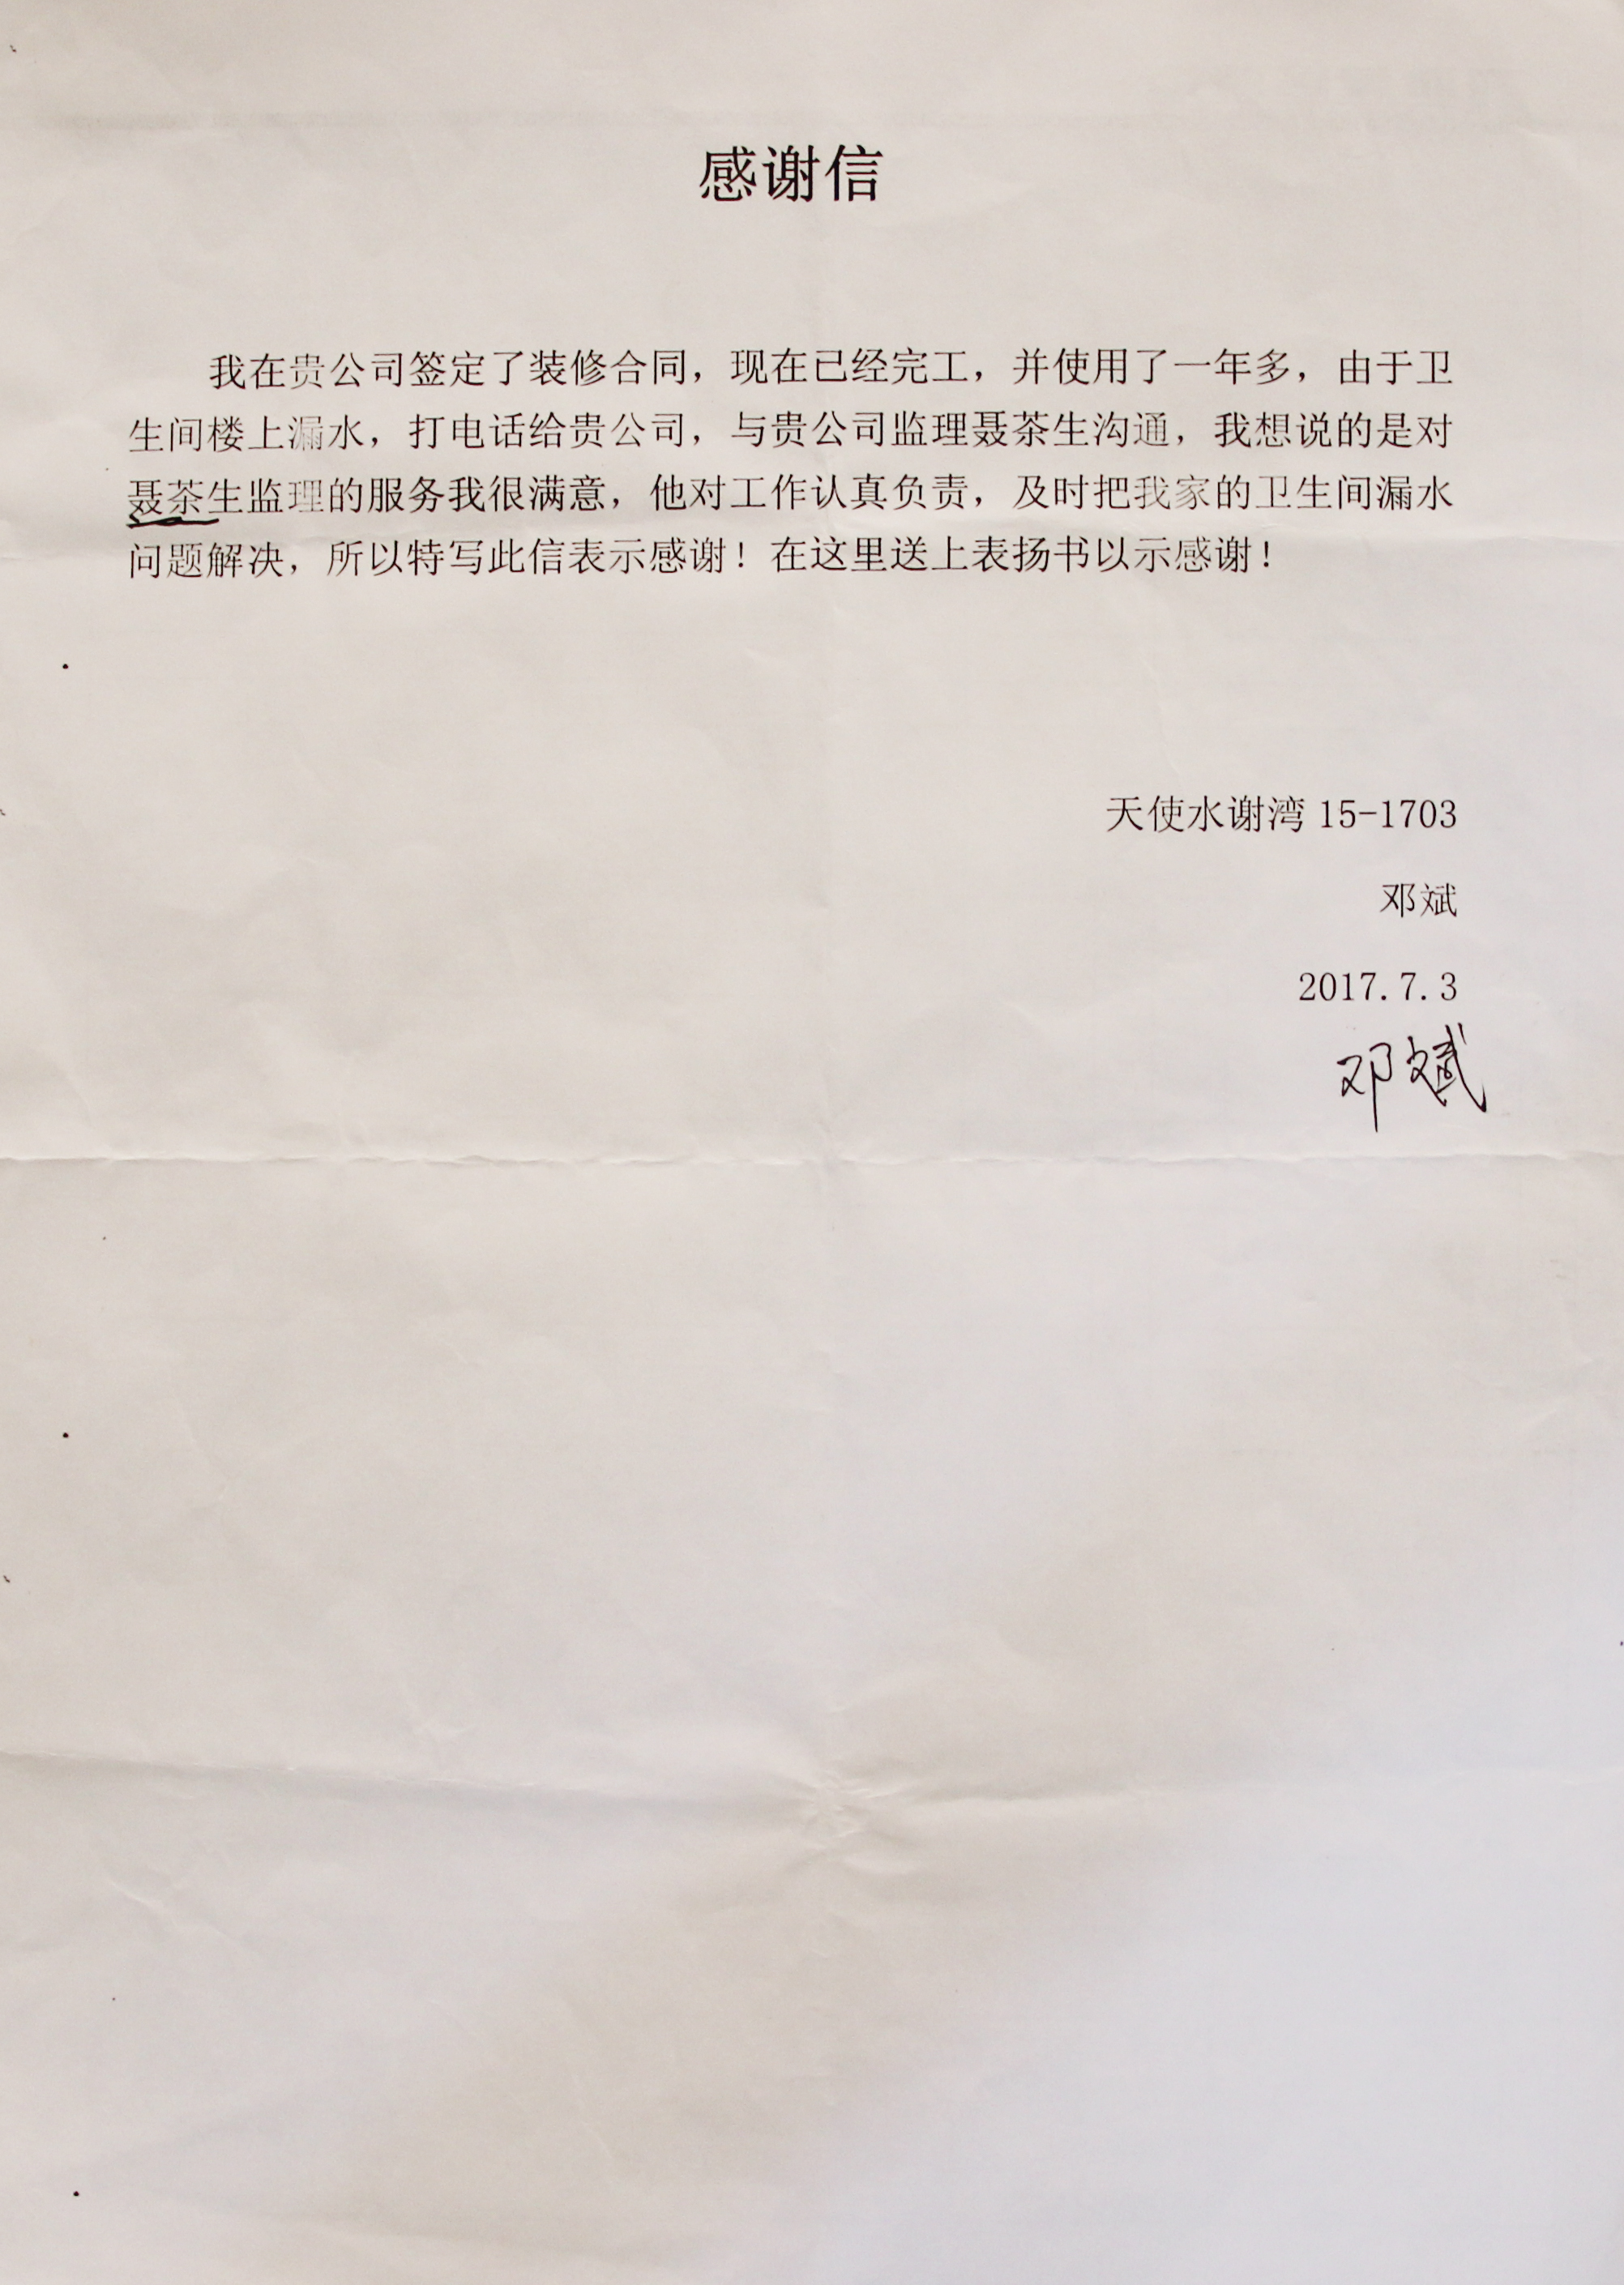 感谢信
我在贵公司签定了装修合同，现在已经完工，并使用了一年多，由于卫
生间楼上漏水，打电话给贵公司，与贵公司监理聂茶生沟通，我想说的是对
聂茶生监理的服务我很满意，他对工作认真负责，及时把我家的卫生间漏水
问题解决，所以特写此信表示感谢！在这里送上表扬书以示感谢！
天使水谢湾 15-1703
邓斌
2017.7.3
邓斌